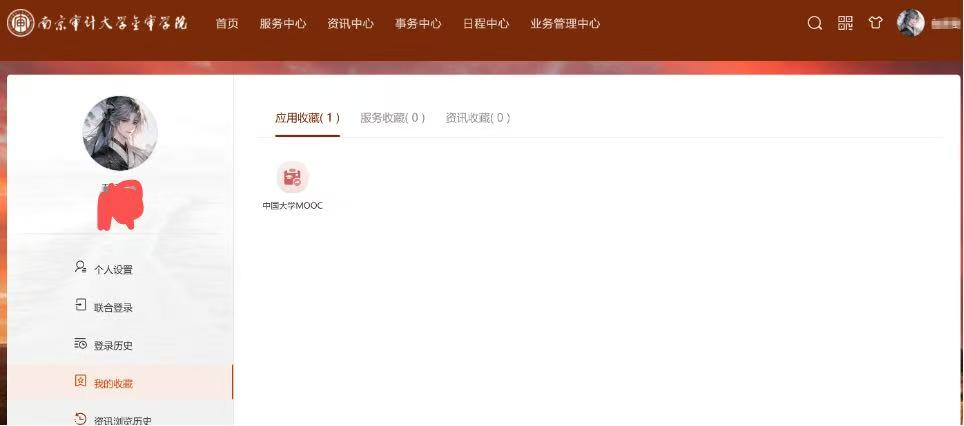 南京审计大学金审学院
首页 服务中心 资讯中心 事务中心 日程中心 业务管理中心
应用收藏( 1 ) 服务收藏( 0 ) 资讯收藏( 0 )
中国大学MOOC
个人设置
联合登录
登录历史
我的收藏
资讯浏览历史